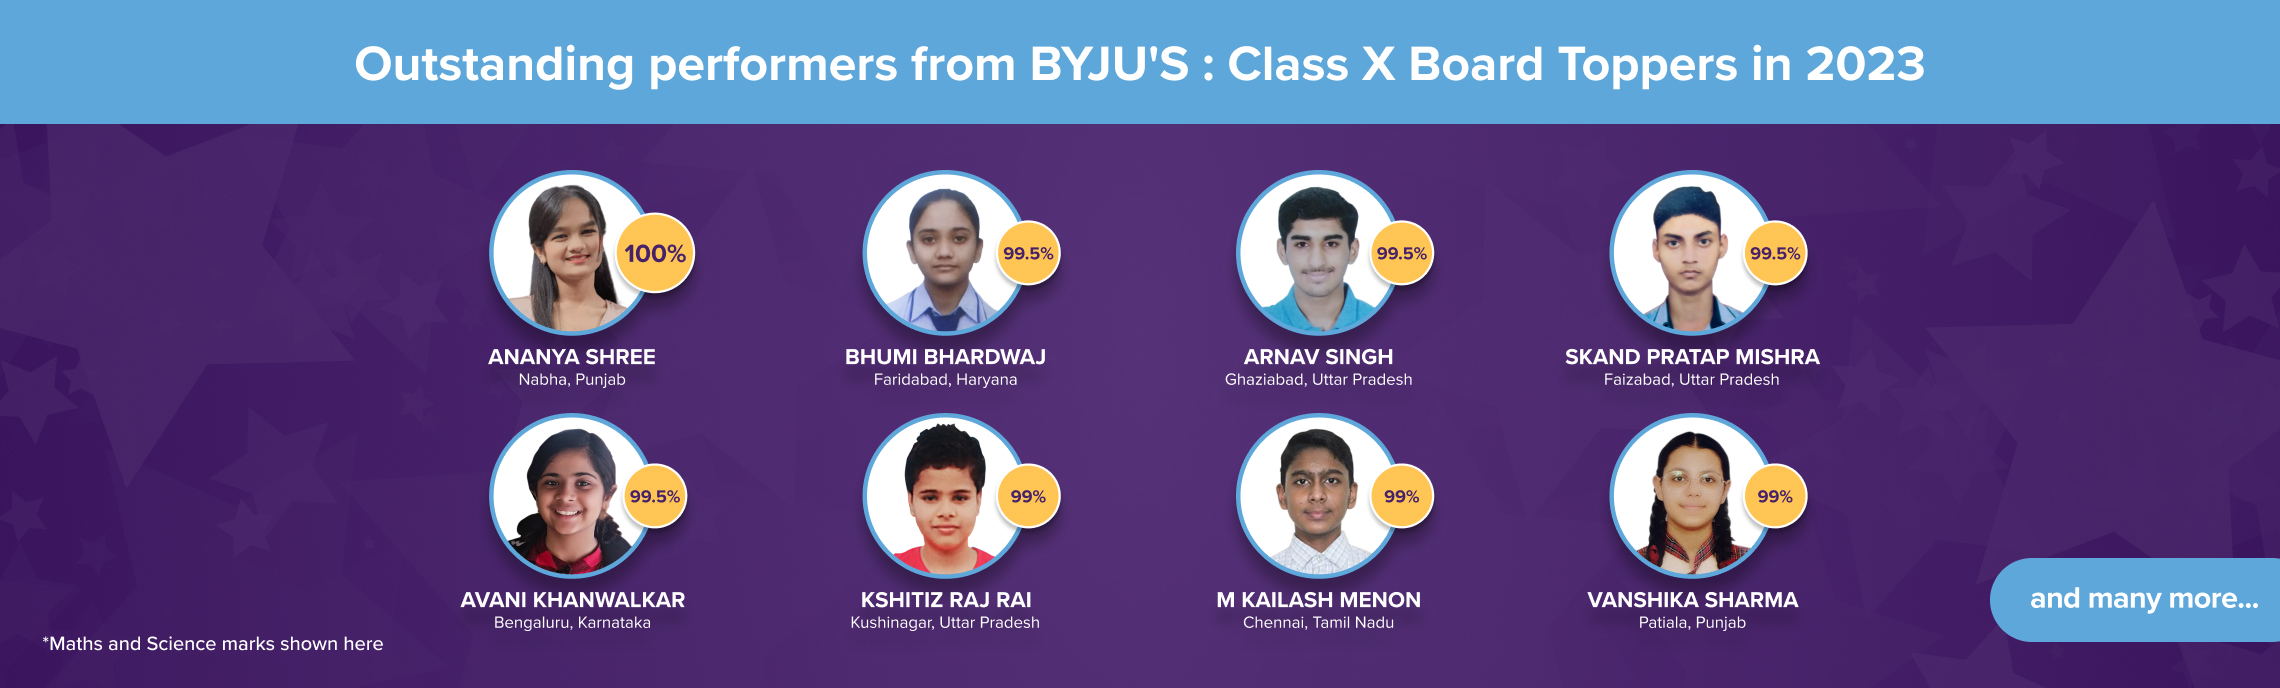 Outstanding performers from BYJU'S : Class X Board Toppers in 2023
100%
ANANYA SHREE
Nabha, Punjab
99.5%
BHUMI BHARDWAJ
Faridabad, Haryana
99.5%
ARNAV SINGH
Ghaziabad, Uttar Pradesh
99.5%
SKAND PRATAP MISHRA
Faizabad, Uttar Pradesh
99.5%
AVANI KHANWALKAR
Bengaluru, Karnataka
99%
KSHITIZ RAJ RAI
Kushinagar, Uttar Pradesh
99%
M KAILASH MENON
Chennai, Tamil Nadu
99%
VANSHIKA SHARMA
Patiala, Punjab
and many more...
*Maths and Science marks shown here